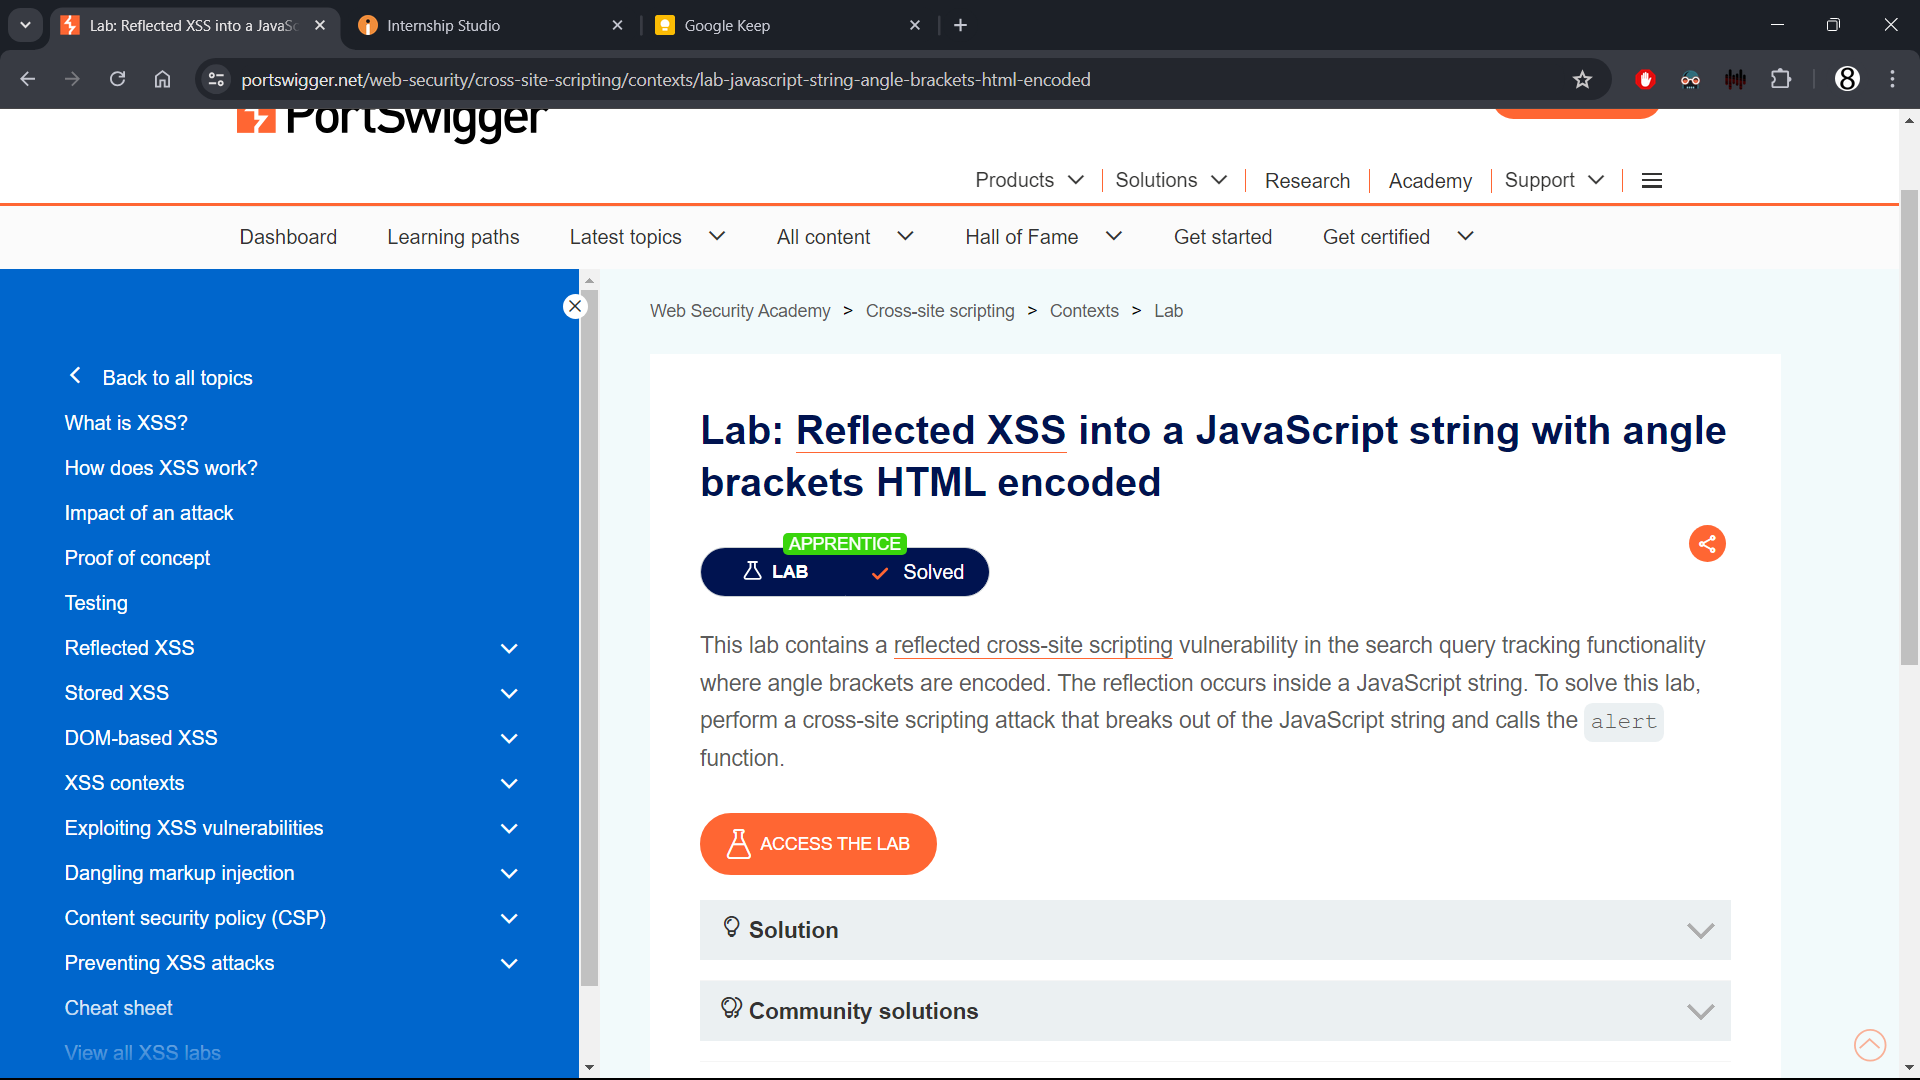 Lab: Reflected XSS into a JavaSc
Internship Studio
Google Keep
portswigger.net/web-security/cross-site-scripting/contexts/lab-javascript-string-angle-brackets-html-encoded
PortSwigger
Products
Solutions
Research
Academy
Support
Dashboard
Learning paths
Latest topics
All content
Hall of Fame
Get started
Get certified
Back to all topics
What is XSS?
How does XSS work?
Impact of an attack
Proof of concept
Testing
Reflected XSS
Stored XSS
DOM-based XSS
XSS contexts
Exploiting XSS vulnerabilities
Dangling markup injection
Content security policy (CSP)
Preventing XSS attacks
Cheat sheet
View all XSS labs
Web Security Academy > Cross-site scripting > Contexts > Lab
Lab: Reflected XSS into a JavaScript string with angle
brackets HTML encoded
APPRENTICE
LAB
Solved
This lab contains a reflected cross-site scripting vulnerability in the search query tracking functionality
where angle brackets are encoded. The reflection occurs inside a JavaScript string. To solve this lab,
perform a cross-site scripting attack that breaks out of the JavaScript string and calls the alert
function.
ACCESS THE LAB
Solution
Community solutions